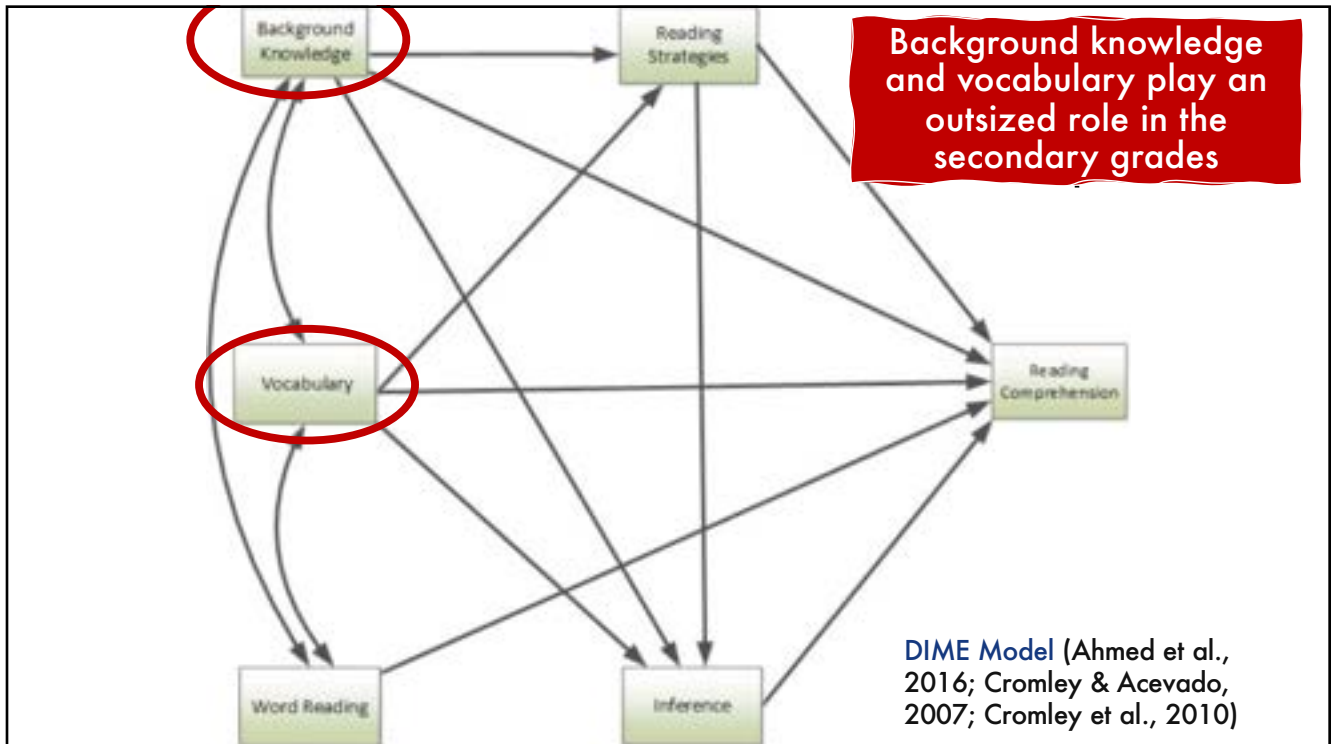 Background
Knowledge
Reading
Strategies
Background knowledge
and vocabulary play an
outsized role in the
secondary grades
Vocabulary
Reading
Comprehension
Word Reading
Inference
DIME Model (Ahmed et al.,
2016; Cromley & Acevado,
2007; Cromley et al., 2010)